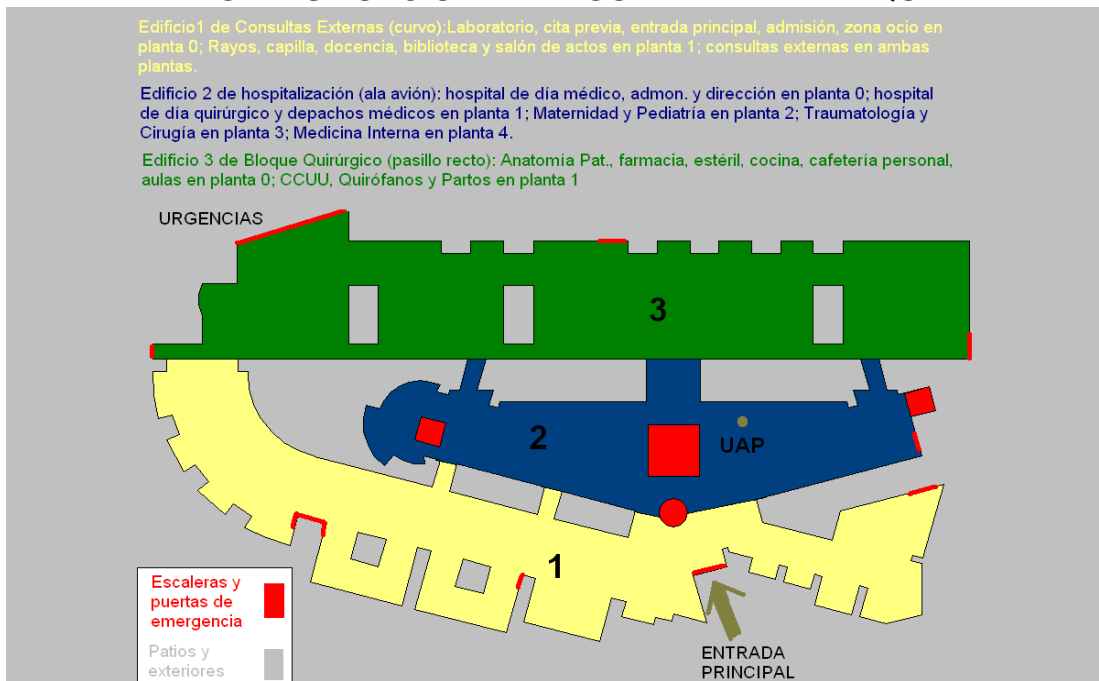 Edificio1 de Consultas Externas (curvo):Laboratorio, cita previa, entrada principal, admisión, zona ocio en
planta 0; Rayos, capilla, docencia, biblioteca y salón de actos en planta 1; consultas externas en ambas
plantas.
Edificio 2 de hospitalización (ala avión): hospital de día médico, admon. y dirección en planta 0; hospital
de día quirúrgico y depachos médicos en planta 1; Maternidad y Pediatría en planta 2; Traumatología y
Cirugía en planta 3; Medicina Interna en planta 4.
Edificio 3 de Bloque Quirúrgico (pasillo recto): Anatomía Pat., farmacia, estéril, cocina, cafetería personal,
aulas en planta 0; CCUU, Quirófanos y Partos en planta 1
URGENCIAS
3
2
UAP
1
Escaleras y
puertas de
emergencia
Patios y
exteriores
ENTRADA
PRINCIPAL